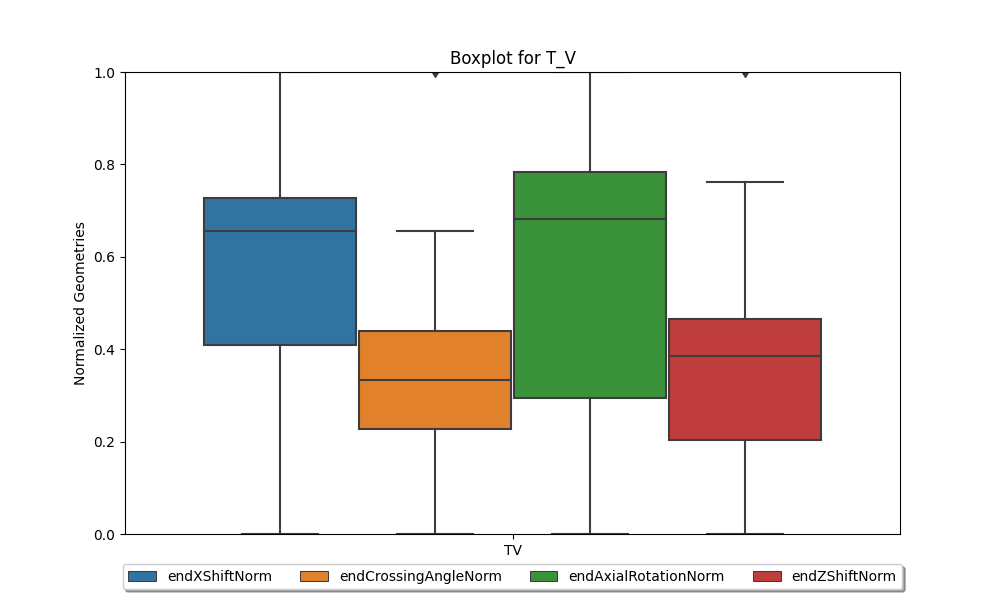 Boxplot for T_V
1.0
0.8
0.6
0.4
0.2
0.0
Normalized Geometries
TV
endXShiftNorm endCrossingAngleNorm endAxialRotationNorm endZShiftNorm